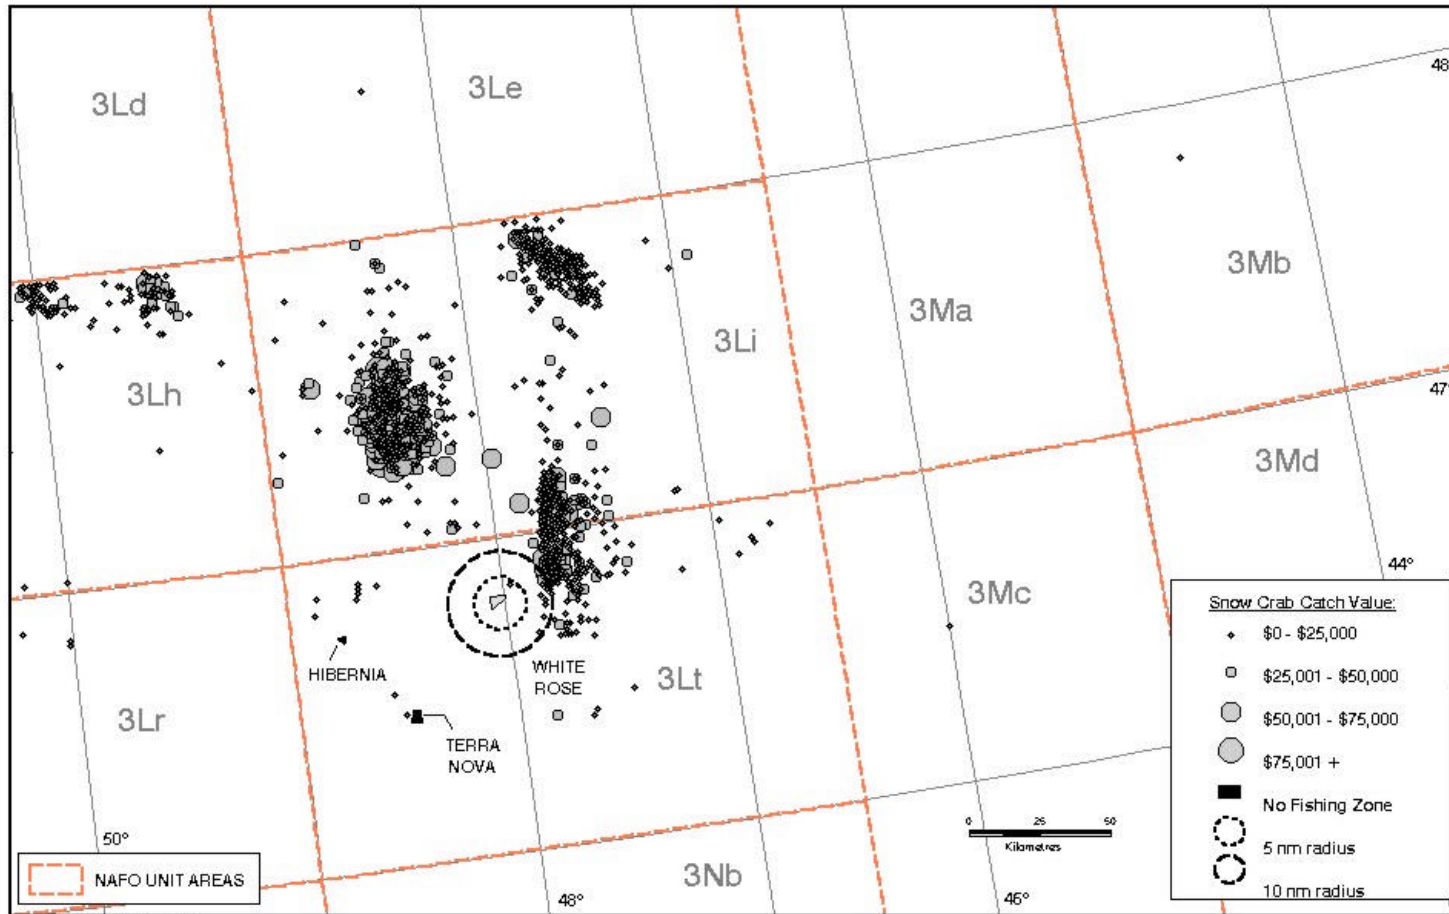 3Ld
3Le
48°
3Mb
3Ma
3Li
3Lh
47°
3Md
44°
3Mc
HIBERNIA
WHITE
ROSE
3Lt
3Lr
TERRA
NOVA
50°
0 25 50
Kilometres
3Nb
48°
46°
NAFO UNIT AREAS
Snow Crab Catch Value:
$0 - $25,000
$25,001 - $50,000
$50,001 - $75,000
$75,001 +
No Fishing Zone
5 nm radius
10 nm radius